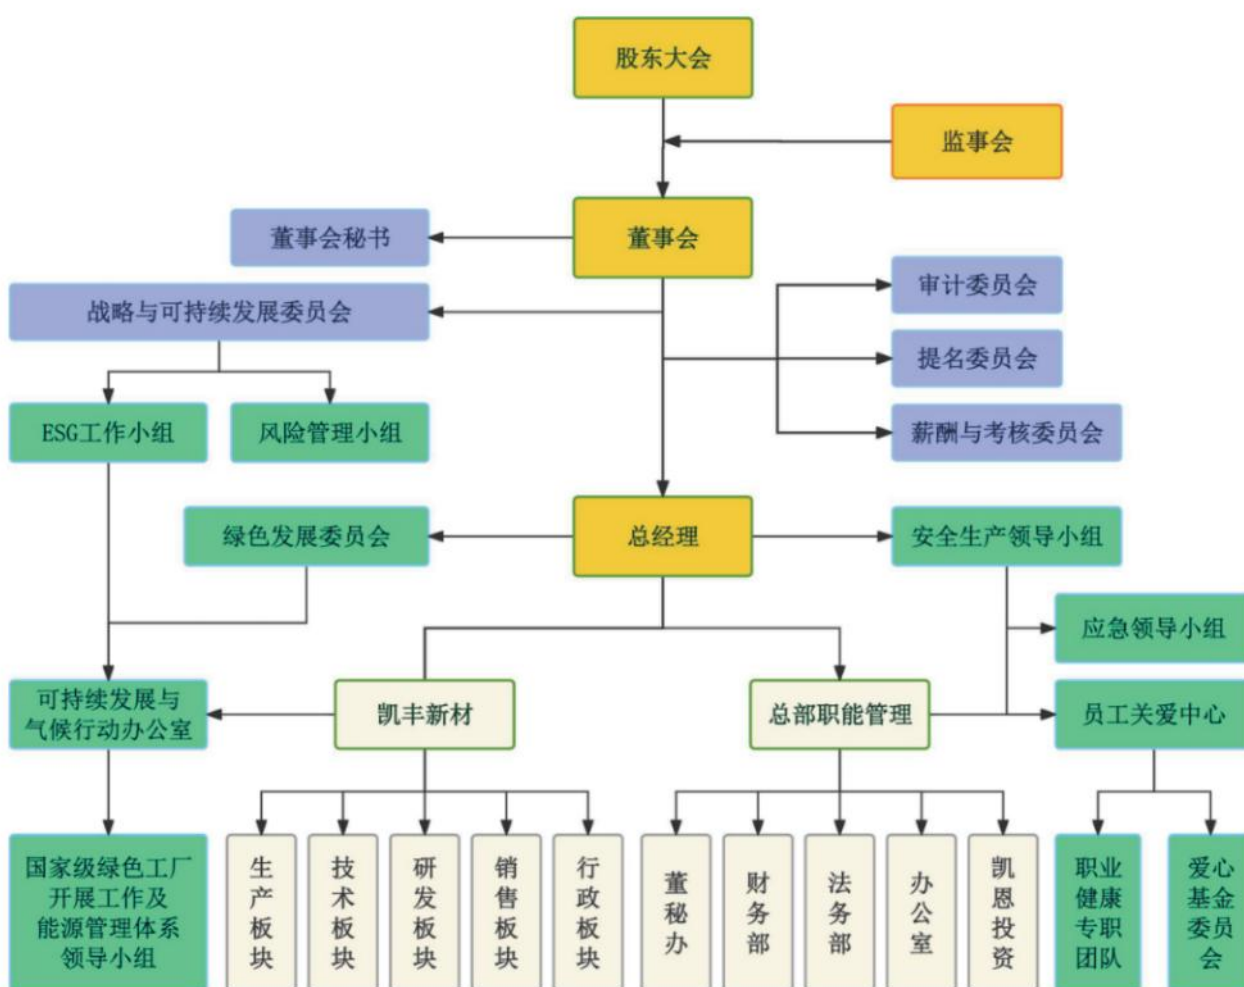 股东大会
监事会
董事会秘书
董事会
审计委员会
战略与可持续发展委员会
提名委员会
ESG工作小组
风险管理小组
薪酬与考核委员会
绿色发展委员会
总经理
安全生产领导小组
应急领导小组
可持续发展与
气候行动办公室
凯丰新材
总部职能管理
员工关爱中心
国家级绿色工厂
开展工作及
能源管理体系
领导小组
生产板块
技术板块
研发板块
销售板块
行政板块
董秘办
财务部
法务部
办公室
凯恩投资
职业
健康
专职
团队
爱心
基金
委员
会